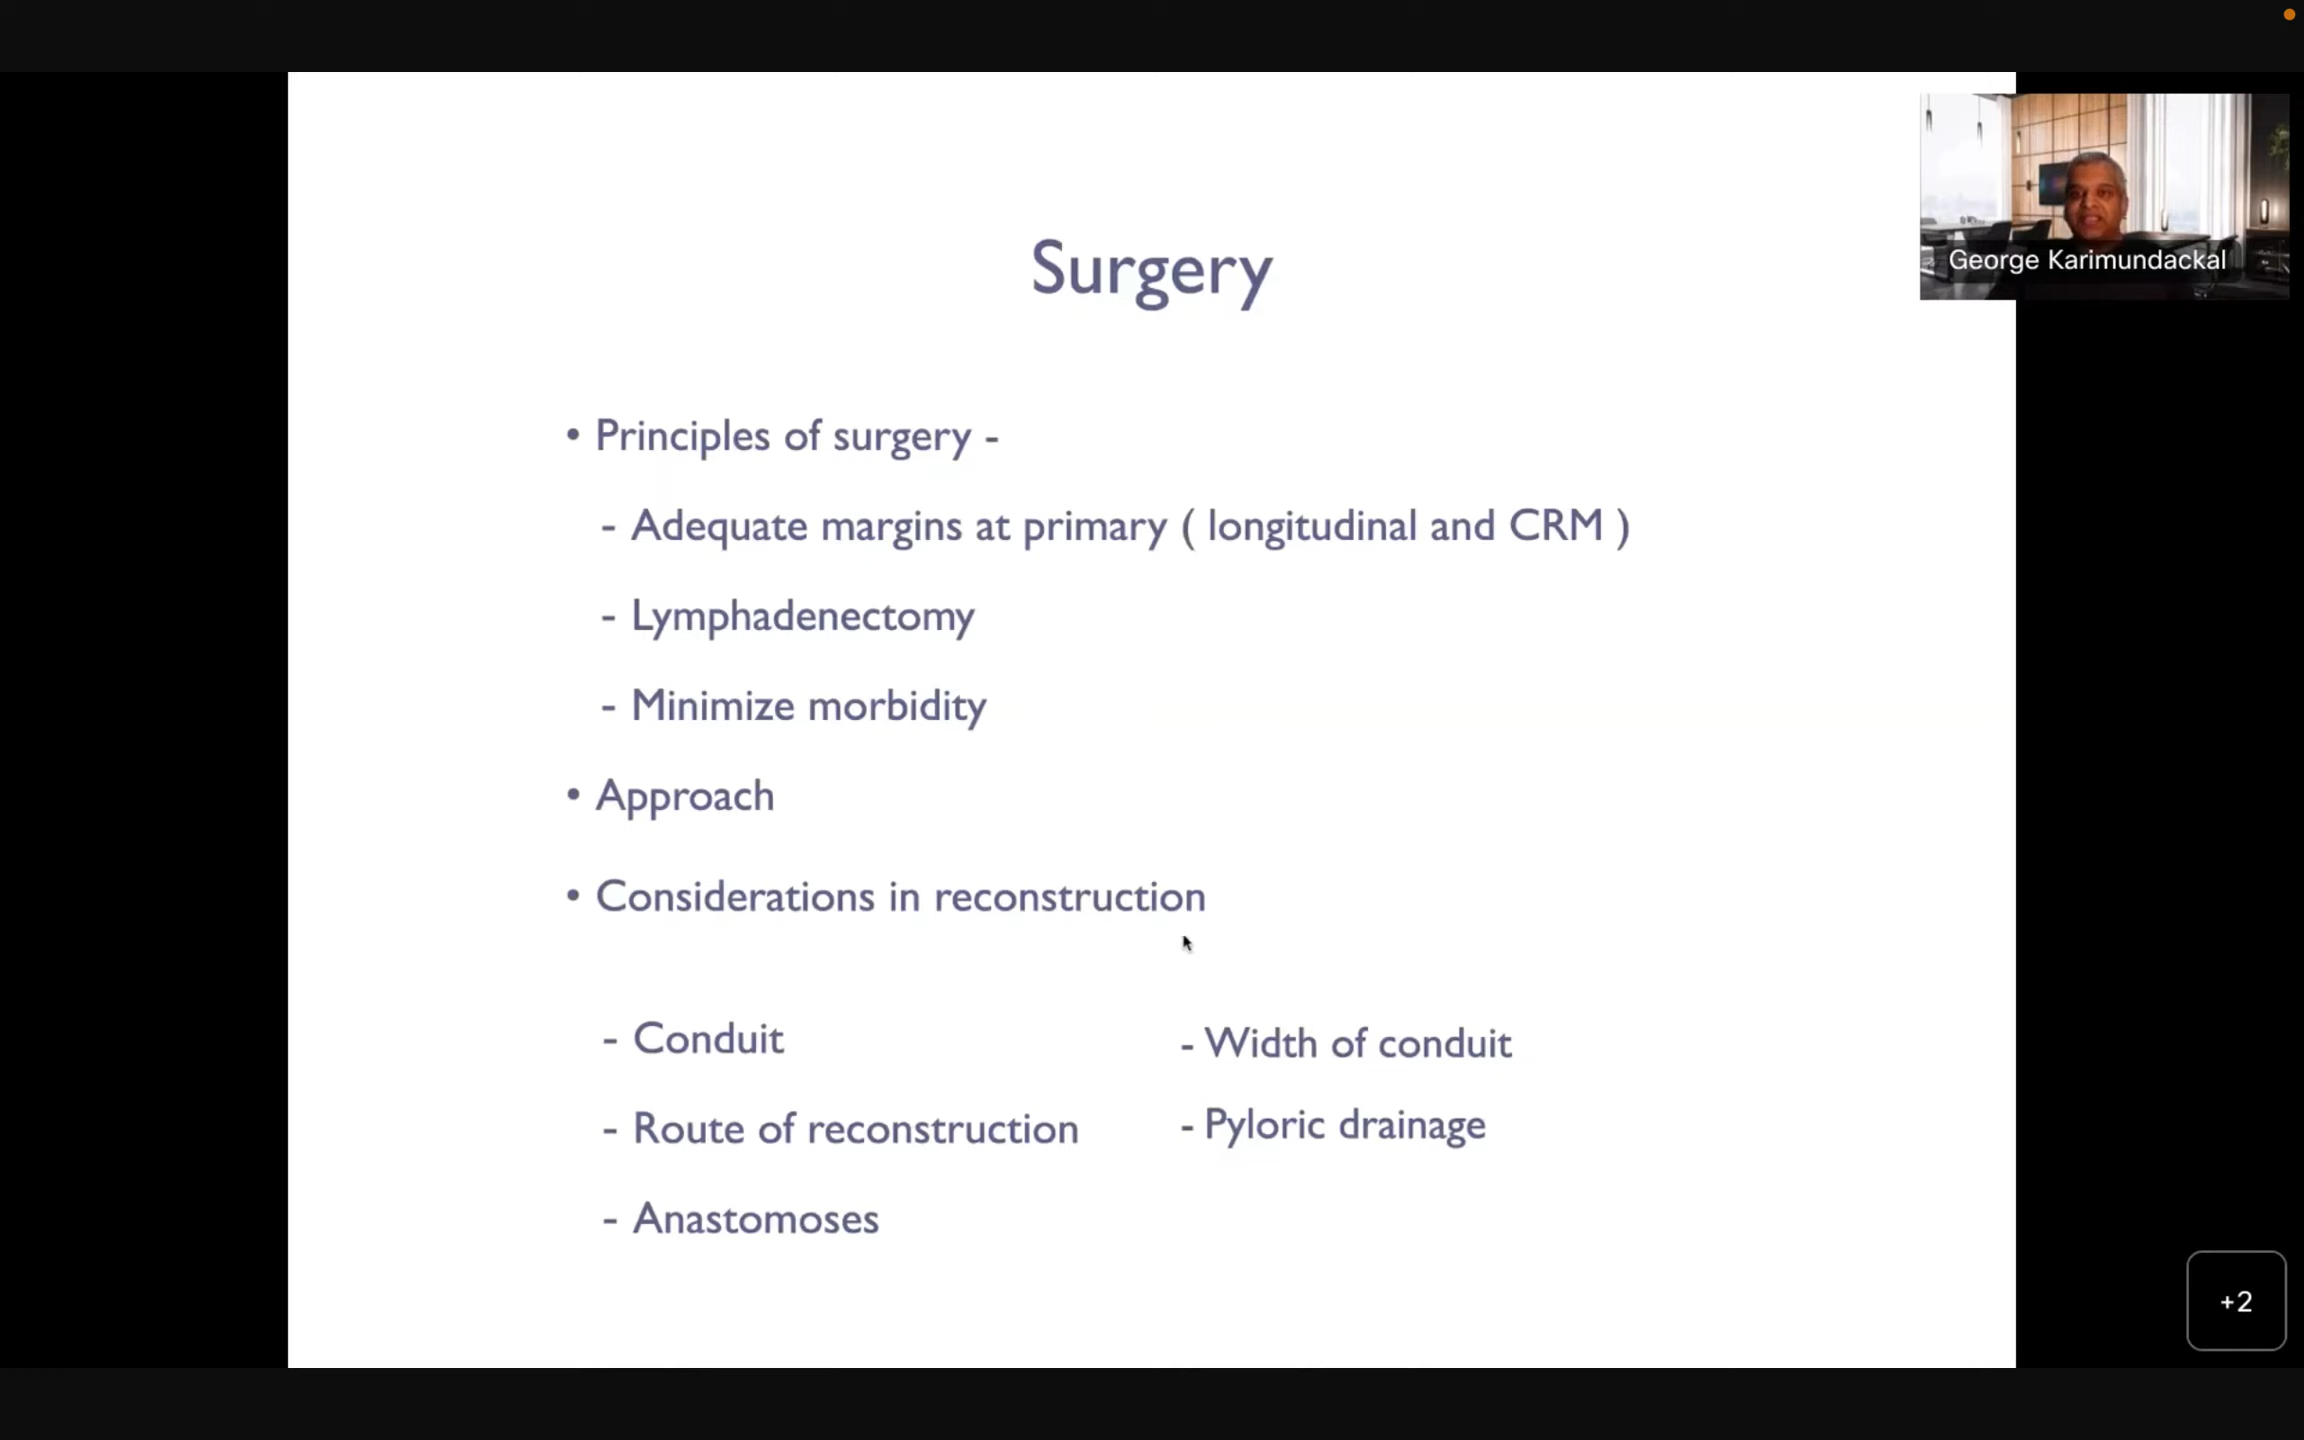 Surgery
George Karimundackal
• Principles of surgery -
- Adequate margins at primary ( longitudinal and CRM )
- Lymphadenectomy
- Minimize morbidity
• Approach
• Considerations in reconstruction
- Conduit
- Route of reconstruction
- Anastomoses
- Width of conduit
- Pyloric drainage
+2